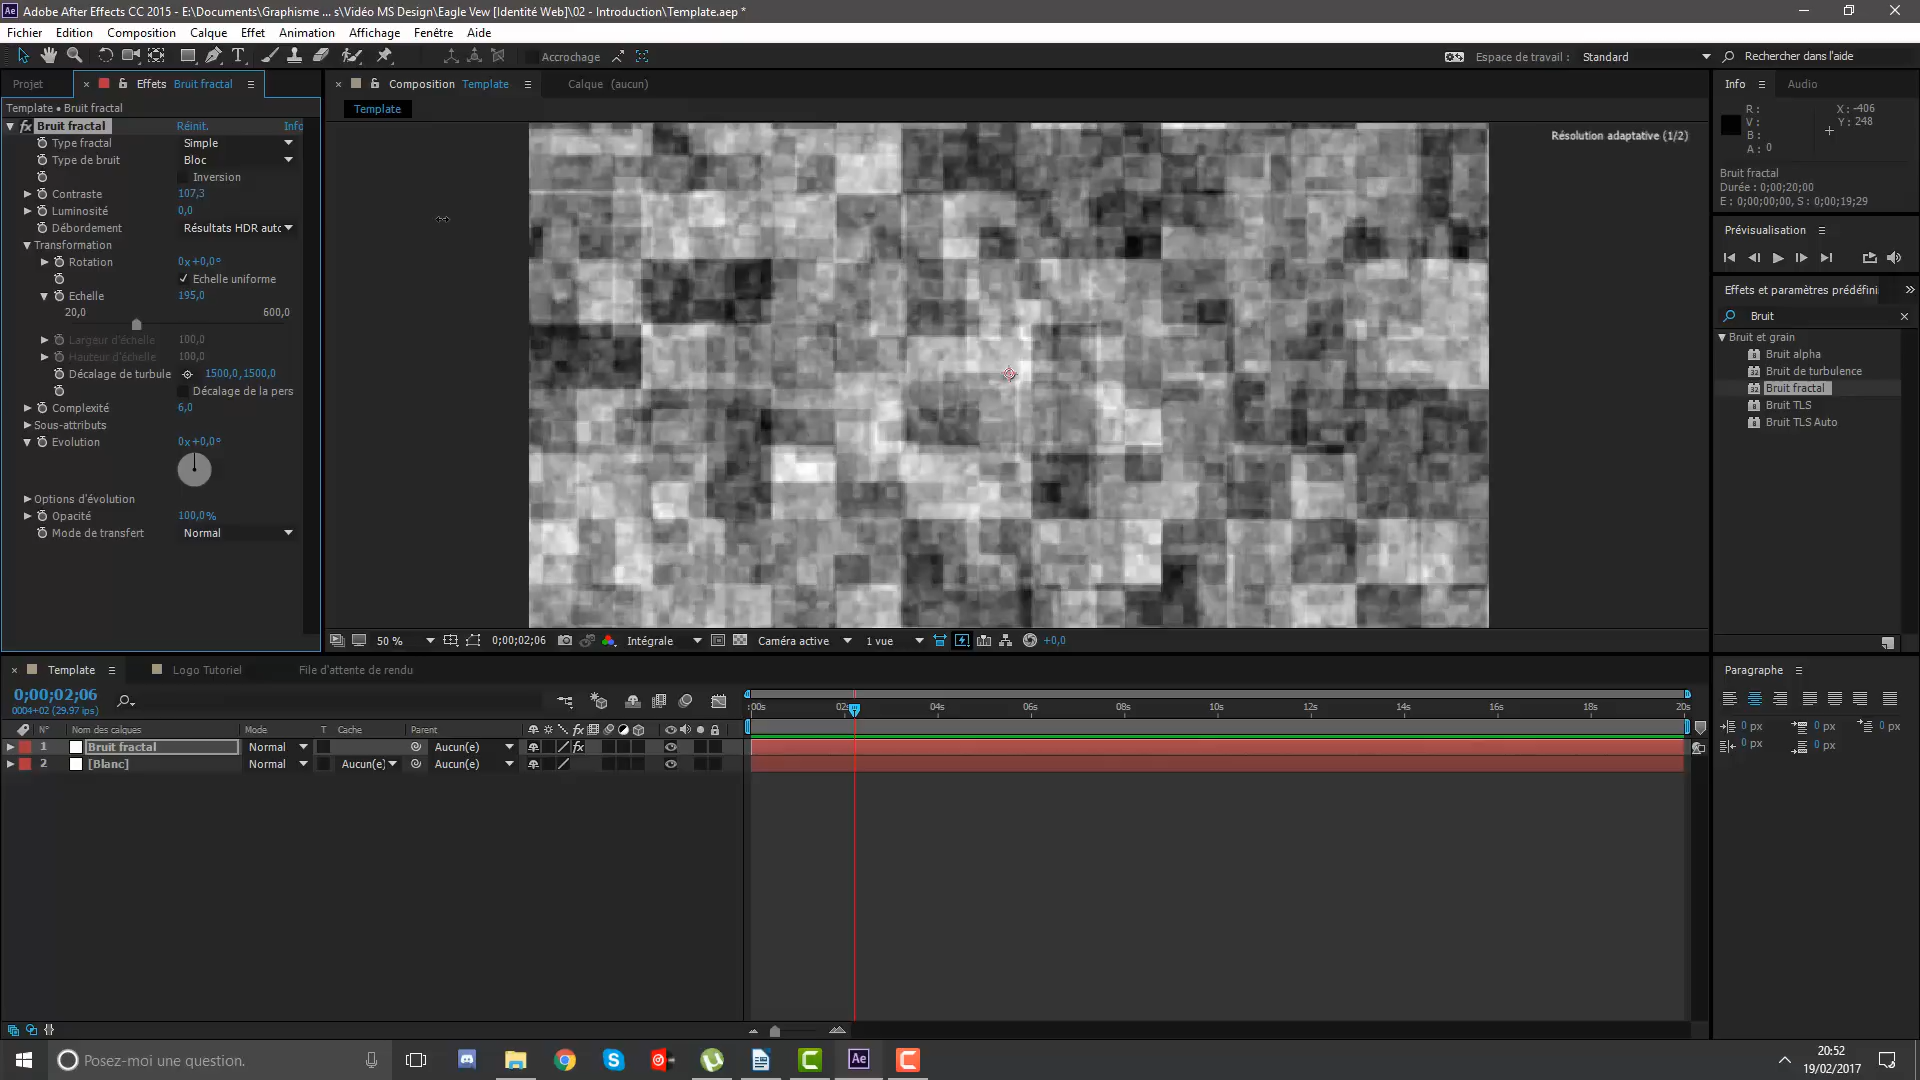 Adobe After Effects CC 2015 - E:\Documents\Graphisme ... s\Vidéo MS Design\Eagle Vew [Identité Web]\02 - Introduction\Template.aep *
Fichier Edition Composition Calque Effet Animation Affichage Fenêtre Aide
Accrochage
Espace de travail : Standard
Rechercher dans l'aide
Projet
Effets Bruit fractal
Template • Bruit fractal
fx Bruit fractal Réinit. Info
Type fractal Simple
Type de bruit Bloc
Inversion
Contraste 107,3
Luminosité 0,0
Débordement Résultats HDR auto
Transformation
Rotation 0x+0,0°
Echelle uniforme
Echelle 195,0
20,0 600,0
Largeur d'échelle 100,0
Hauteur d'échelle 100,0
Décalage de turbule 1500,0,1500,0
Décalage de la pers
Complexité 6,0
Sous-attributs
Evolution 0x+0,0°
Options d'évolution
Opacité 100,0%
Mode de transfert Normal
Composition Template
Calque (aucun)
Template
Résolution adaptative (1/2)
50 % 0;00;02;06 Intégrale Caméra active 1 vue +0,0
Info Audio
R :
V :
B :
A : 0
X : -406
Y : 248
Bruit fractal
Durée : 0;00;20;00
E : 0;00;00;00, S : 0;00;19;29
Prévisualisation
Effets et paramètres prédéfini
Bruit
Bruit et grain
Bruit alpha
Bruit de turbulence
Bruit fractal
Bruit TLS
Bruit TLS Auto
Paragraphe
0 px 0 px 0 px
0 px 0 px
Template Logo Tutoriel File d'attente de rendu
0;00;02;06
0004+02 (29.97 ips)
:00s 02s 04s 06s 08s 10s 12s 14s 16s 18s 20s
N° Nom des calques Mode T Cache Parent
1 Bruit fractal Normal Aucun(e) fx
2 [Blanc] Normal Aucun(e) Aucun(e)
Posez-moi une question.
Ae
20:52
19/02/2017